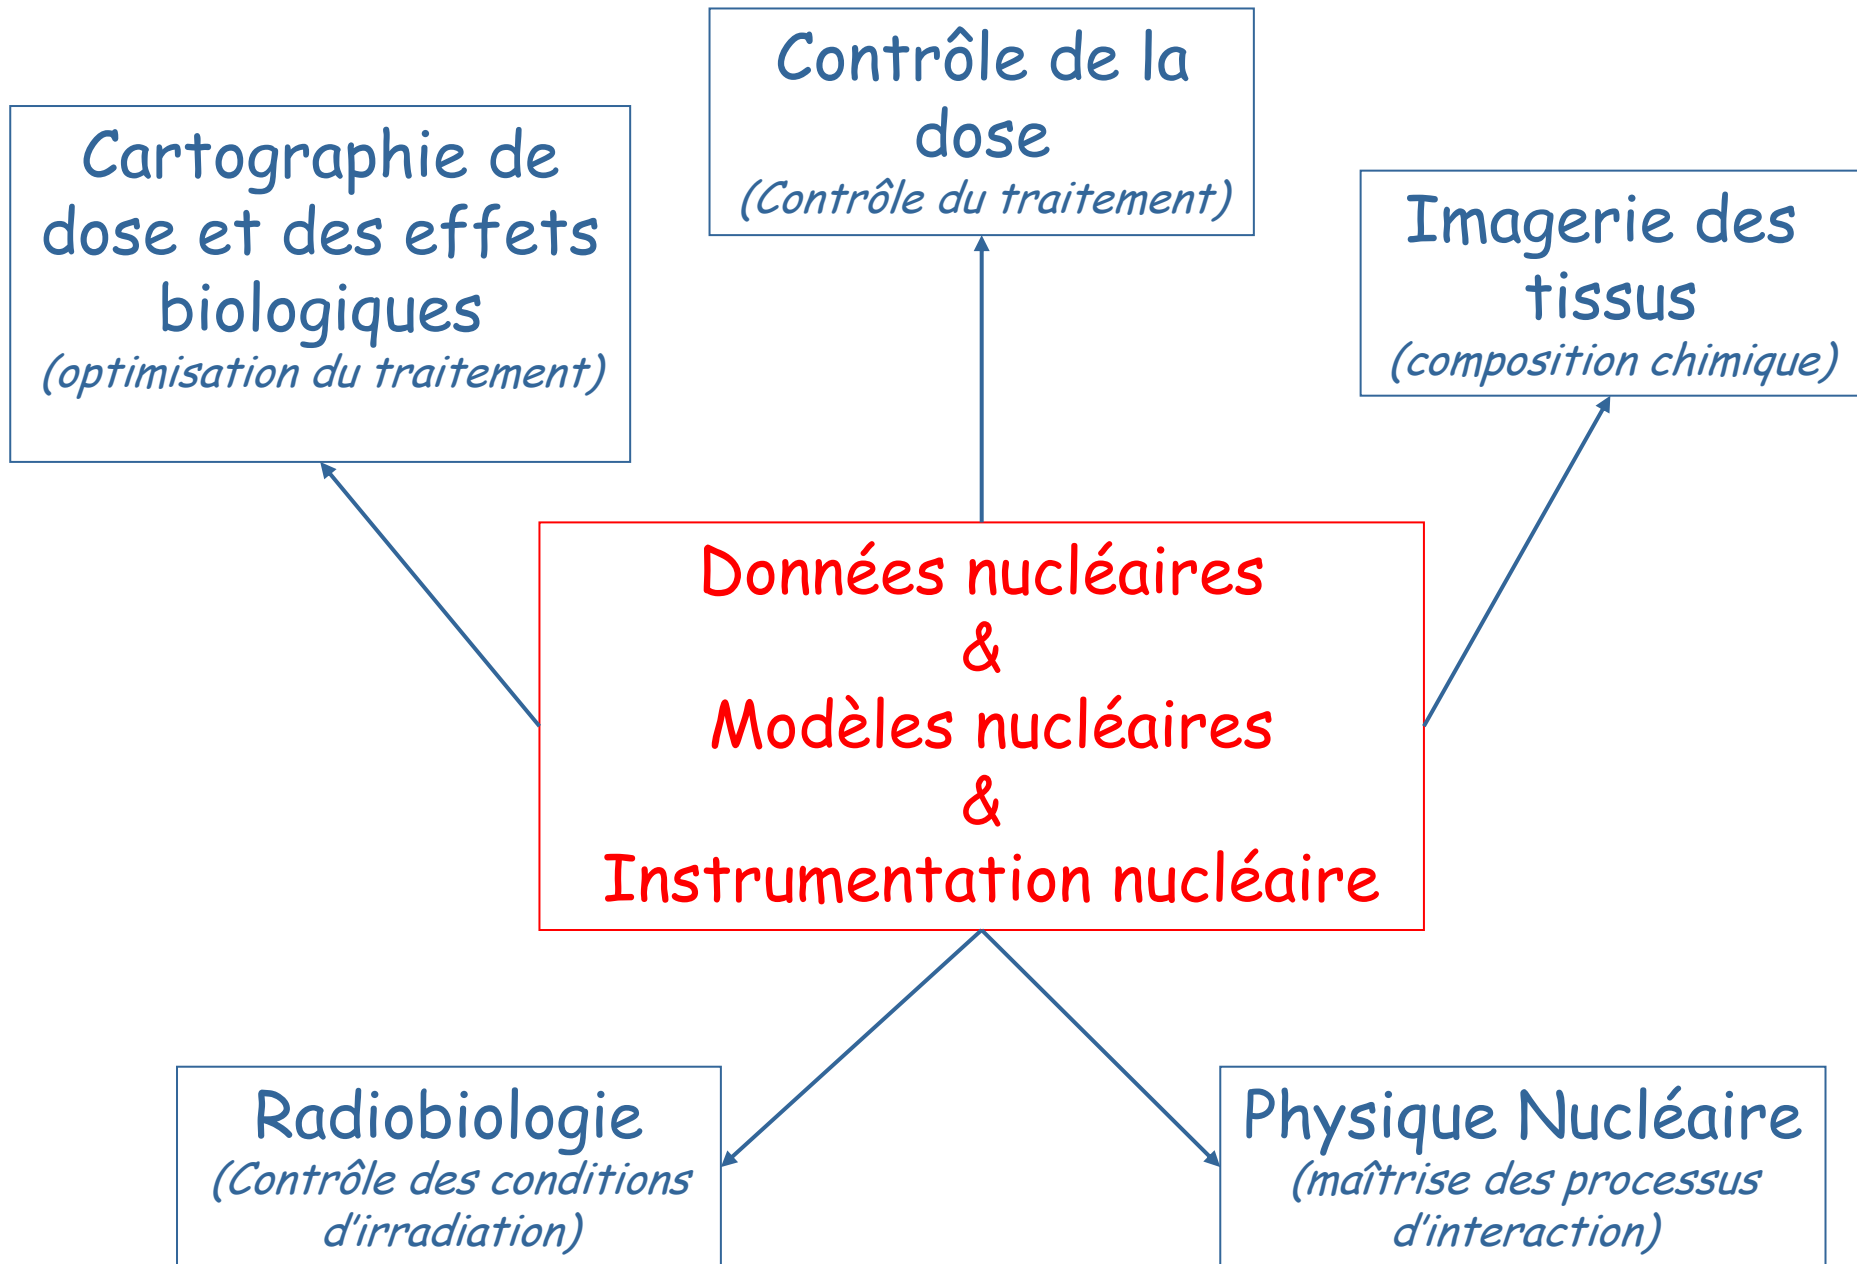 Contrôle de la
dose
(Contrôle du traitement)
Cartographie de
dose et des effets
biologiques
(optimisation du traitement)
Imagerie des
tissus
(composition chimique)
Données nucléaires
&
Modèles nucléaires
&
Instrumentation nucléaire
Radiobiologie
(Contrôle des conditions
d'irradiation)
Physique Nucléaire
(maîtrise des processus
d'interaction)